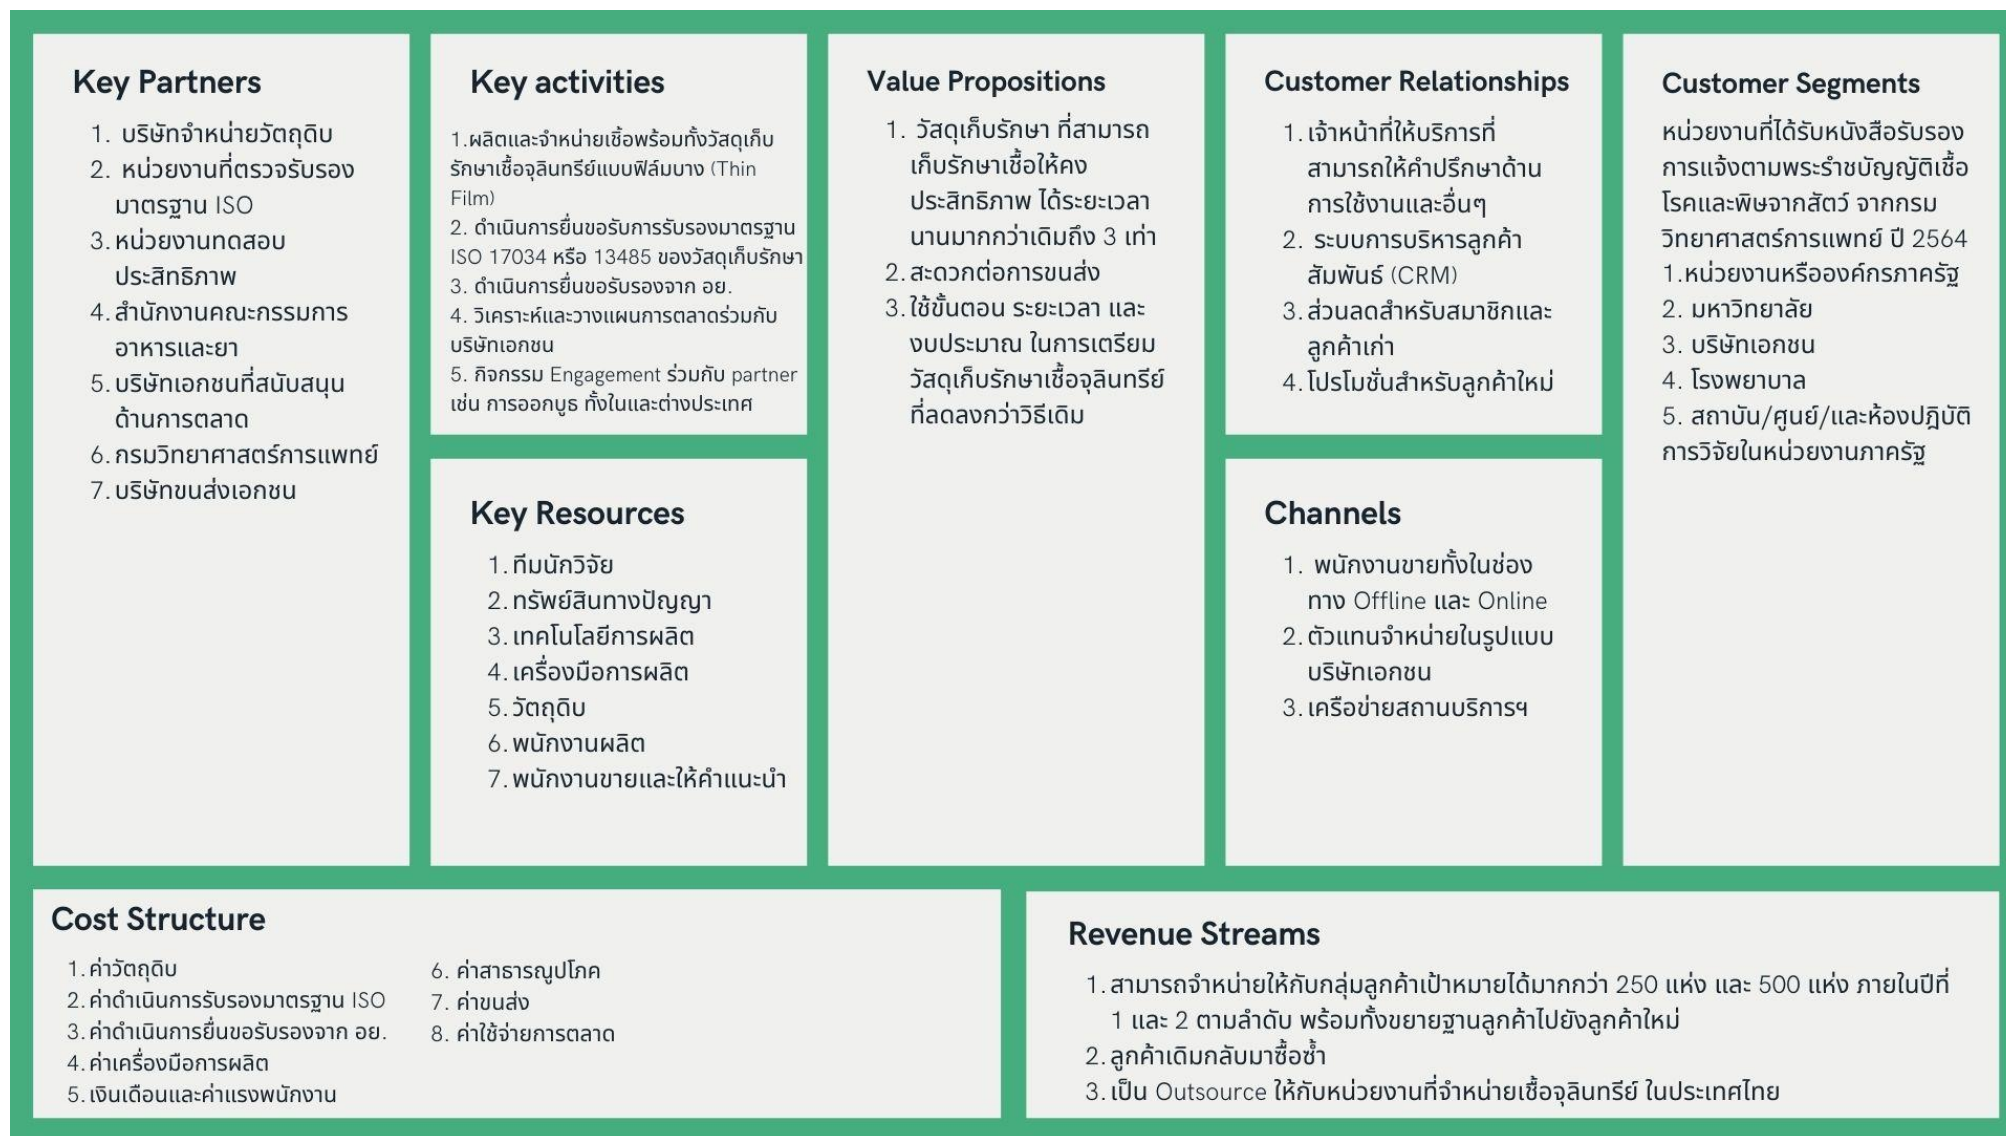 Key Partners
1. บริษัทจำหน่ายวัตถุดิบ
2. หน่วยงานที่ตรวจรับรอง
มาตรฐาน ISO
3. หน่วยงานทดสอบ
ประสิทธิภาพ
4. สำนักงานคณะกรรมการ
อาหารและยา
5. บริษัทเอกชนที่สนับสนุน
ด้านการตลาด
6. กรมวิทยาศาสตร์การแพทย์
7. บริษัทขนส่งเอกชน
Key activities
1.ผลิตและจำหน่ายเชื้อพร้อมทั้งวัสดุเก็บ
รักษาเชื้อจุลินทรีย์แบบฟิล์มบาง (Thin
Film)
2. ดำเนินการยื่นขอรับการรับรองมาตรฐาน
ISO 17034 หรือ 13485 ของวัสดุเก็บรักษา
3. ดำเนินการยื่นขอรับรองจาก อย.
4. วิเคราะห์และวางแผนการตลาดร่วมกับ
บริษัทเอกชน
5. กิจกรรม Engagement ร่วมกับ partner
เช่น การออกบูธ ทั้งในและต่างประเทศ
Key Resources
1. ทีมนักวิจัย
2. ทรัพย์สินทางปัญญา
3. เทคโนโลยีการผลิต
4. เครื่องมือการผลิต
5. วัตถุดิบ
6. พนักงานผลิต
7. พนักงานขายและให้คำแนะนำ
Value Propositions
1. วัสดุเก็บรักษา ที่สามารถ
เก็บรักษาเชื้อให้คง
ประสิทธิภาพ ได้ระยะเวลา
นานมากกว่าเดิมถึง 3 เท่า
2. สะดวกต่อการขนส่ง
3. ใช้ขั้นตอน ระยะเวลา และ
งบประมาณ ในการเตรียม
วัสดุเก็บรักษาเชื้อจุลินทรีย์
ที่ลดลงกว่าวิธีเดิม
Customer Relationships
1. เจ้าหน้าที่ให้บริการที่
สามารถให้คำปรึกษาด้าน
การใช้งานและอื่นๆ
2. ระบบการบริหารลูกค้า
สัมพันธ์ (CRM)
3. ส่วนลดสำหรับสมาชิกและ
ลูกค้าเก่า
4. โปรโมชั่นสำหรับลูกค้าใหม่
Channels
1. พนักงานขายทั้งในช่อง
ทาง Offline และ Online
2. ตัวแทนจำหน่ายในรูปแบบ
บริษัทเอกชน
3. เครือข่ายสถานบริการฯ
Customer Segments
หน่วยงานที่ได้รับหนังสือรับรอง
การแจ้งตามพระรำชบัญญัติเชื้อ
โรคและพิษจากสัตว์ จากกรม
วิทยาศาสตร์การแพทย์ ปี 2564
1.หน่วยงานหรือองค์กรภาครัฐ
2. มหาวิทยาลัย
3. บริษัทเอกชน
4. โรงพยาบาล
5. สถาบัน/ศูนย์/และห้องปฎิบัติ
การวิจัยในหน่วยงานภาครัฐ
Cost Structure
1. ค่าวัตถุดิบ
2. ค่าดำเนินการรับรองมาตรฐาน ISO
3. ค่าดำเนินการยื่นขอรับรองจาก อย.
4. ค่าเครื่องมือการผลิต
5. เงินเดือนและค่าแรงพนักงาน
6. ค่าสาธารณูปโภค
7. ค่าขนส่ง
8. ค่าใช้จ่ายการตลาด
Revenue Streams
1. สามารถจำหน่ายให้กับกลุ่มลูกค้าเป้าหมายได้มากกว่า 250 แห่ง และ 500 แห่ง ภายในปีที่
1 และ 2 ตามลำดับ พร้อมทั้งขยายฐานลูกค้าไปยังลูกค้าใหม่
2. ลูกค้าเดิมกลับมาซื้อซ้ำ
3. เป็น Outsource ให้กับหน่วยงานที่จำหน่ายเชื้อจุลินทรีย์ ในประเทศไทย